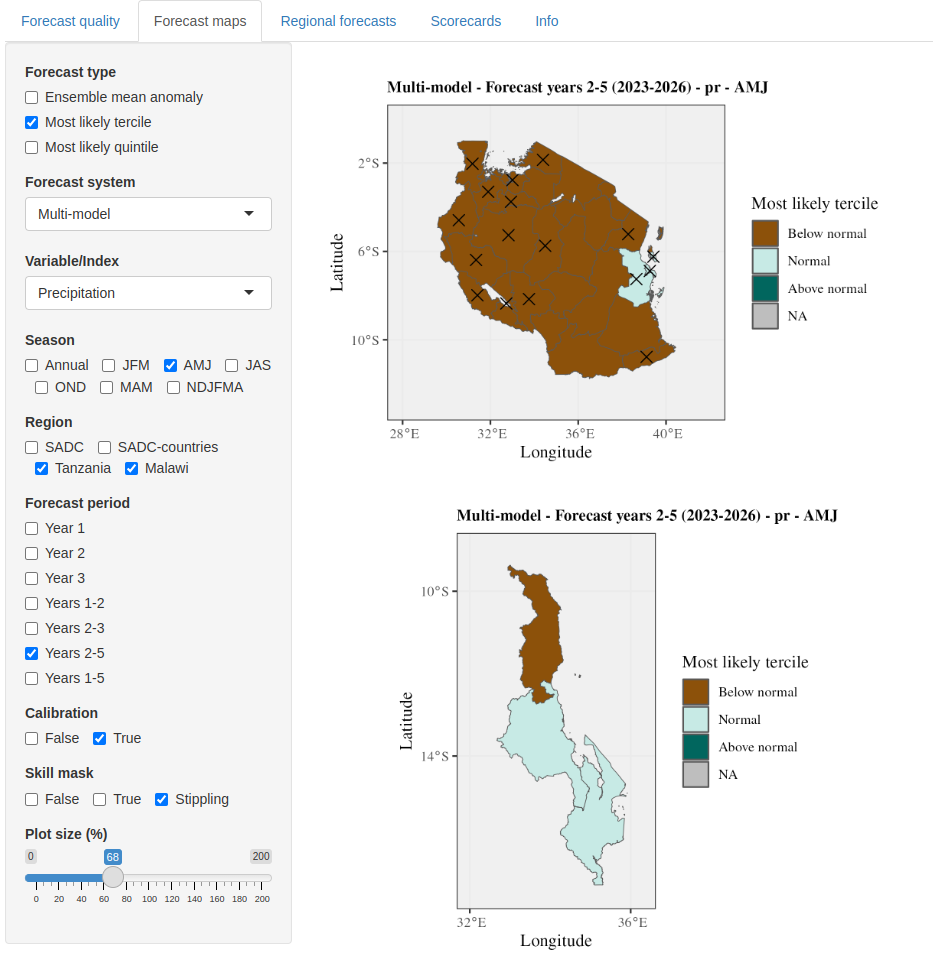 Forecast quality Forecast maps Regional forecasts Scorecards Info
Forecast type
Ensemble mean anomaly
Most likely tercile
Most likely quintile
Forecast system
Multi-model
Variable/Index
Precipitation
Season
Annual JFM AMJ JAS
OND MAM NDJFMA
Region
SADC SADC-countries
Tanzania Malawi
Forecast period
Year 1
Year 2
Year 3
Years 1-2
Years 2-3
Years 2-5
Years 1-5
Calibration
False True
Skill mask
False True Stippling
Plot size (%)
0 68 200
0 20 40 60 80 100 120 140 160 180 200
Multi-model - Forecast years 2-5 (2023-2026) - pr - AMJ
2°S
6°S
10°S
Latitude
28°E 32°E 36°E 40°E
Longitude
Most likely tercile
Below normal
Normal
Above normal
NA
Multi-model - Forecast years 2-5 (2023-2026) - pr - AMJ
10°S
14°S
Latitude
32°E 36°E
Longitude
Most likely tercile
Below normal
Normal
Above normal
NA